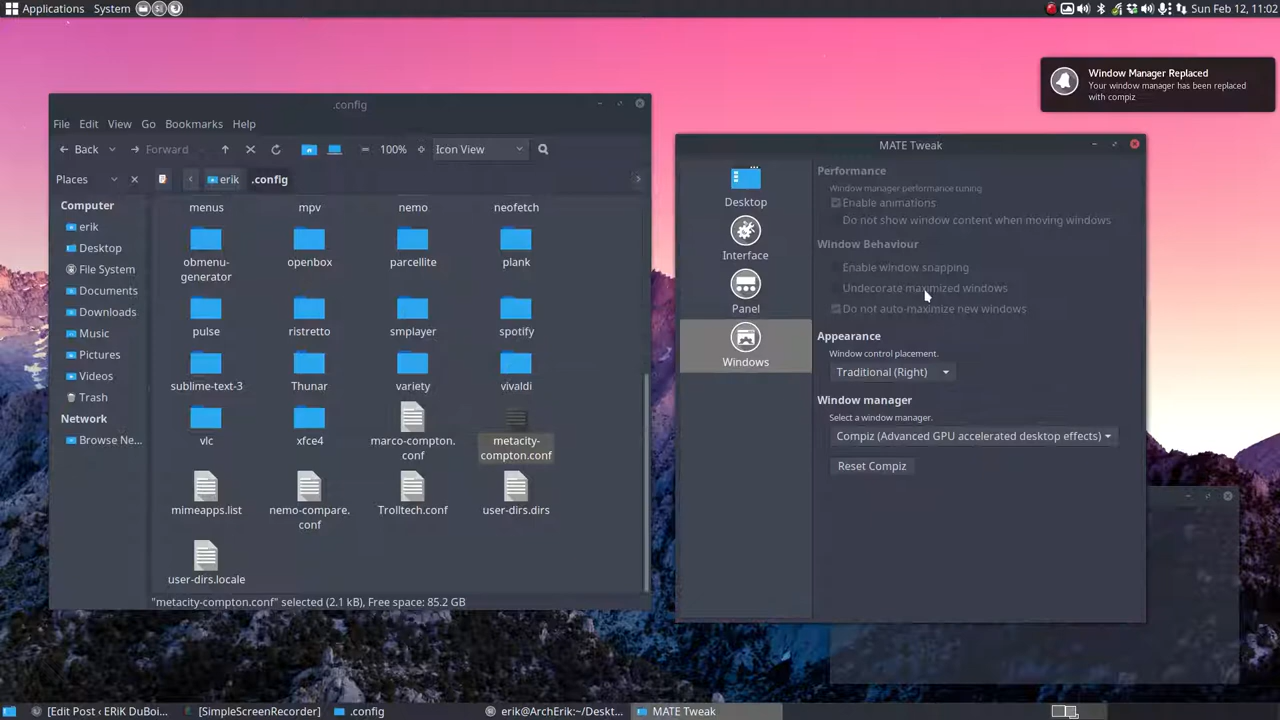 Applications System
Sun Feb 12, 11:02
Window Manager Replaced
Your window manager has been replaced
with compiz
.config
File Edit View Go Bookmarks Help
Back Forward 100% Icon View
Places erik .config
Computer
erik
Desktop
File System
Documents
Downloads
Music
Pictures
Videos
Trash
Network
Browse Ne...
menus mpv nemo neofetch
obmenu-
generator
openbox parcellite plank
pulse ristretto smplayer spotify
sublime-text-3 Thunar variety vivaldi
vlc xfce4
marco-compton.
conf
metacity-
compton.conf
mimeapps.list
nemo-compare.
conf
Trolltech.conf user-dirs.dirs
user-dirs.locale
"metacity-compton.conf" selected (2.1 kB), Free space: 85.2 GB
MATE Tweak
Desktop
Interface
Panel
Windows
Performance
Window manager performance tuning
Enable animations
Do not show window content when moving windows
Window Behaviour
Enable window snapping
Undecorate maximized windows
Do not auto-maximize new windows
Appearance
Window control placement.
Traditional (Right)
Window manager
Select a window manager.
Compiz (Advanced GPU accelerated desktop effects)
Reset Compiz
[Edit Post ‹ ERiK DuBoi... [SimpleScreenRecorder] .config erik@ArchErik:~/Deskt... MATE Tweak